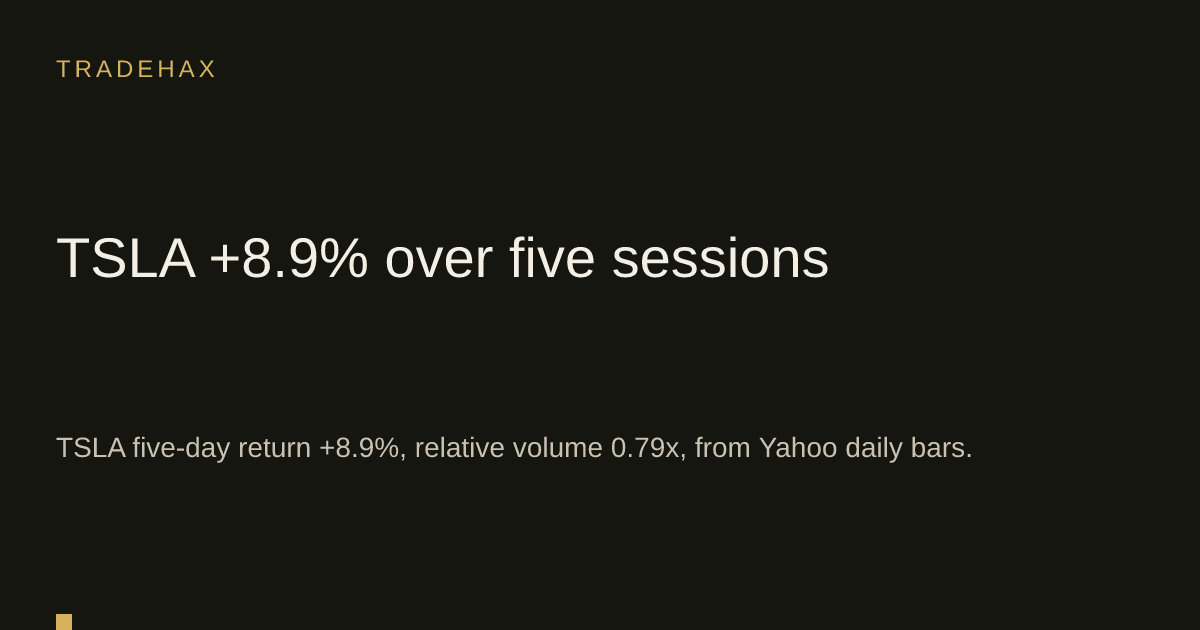 TRADEHAX
TSLA +8.9% over five sessions
TSLA five-day return +8.9%, relative volume 0.79x, from Yahoo daily bars.